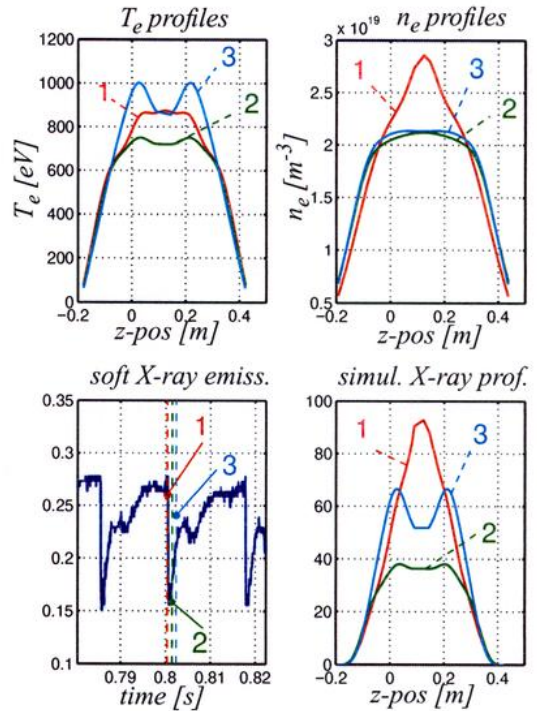 T_e profiles
1200
1000
800
600
400
200
0
T_e [eV]
1
2
3
-0.2 0 0.2 0.4
z-pos [m]
n_e profiles
3 x 10^19
2.5
2
1.5
1
0.5
n_e [m^-3]
1
3
2
-0.2 0 0.2 0.4
z-pos [m]
soft X-ray emiss.
0.35
0.3
0.25
0.2
0.15
0.1
1
3
2
0.79 0.8 0.81 0.82
time [s]
simul. X-ray prof.
100
80
60
40
20
0
1
3
2
-0.2 0 0.2 0.4
z-pos [m]